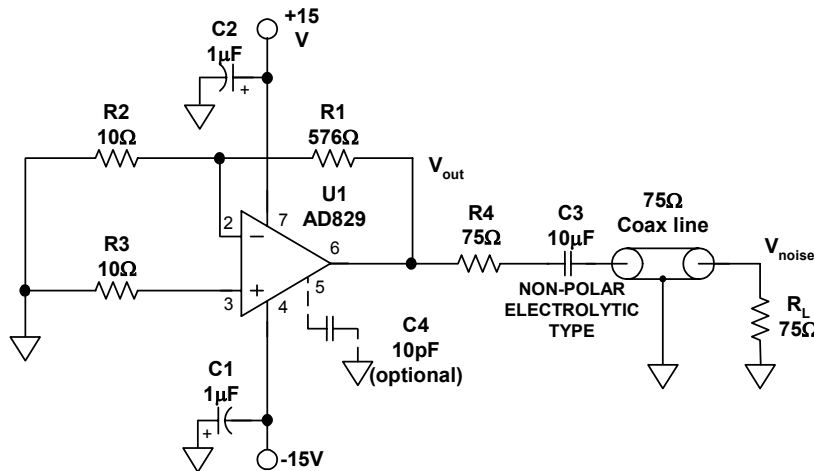 C2
1µF
+
+15
V
R2
10Ω
R1
576Ω
V_out
U1
AD829
2
7
−
6
+
3
4
5
R3
10Ω
R4
75Ω
C3
10µF
NON-POLAR
ELECTROLYTIC
TYPE
75Ω
Coax line
V_noise
R_L
75Ω
C4
10pF
(optional)
C1
1µF
+
-15V